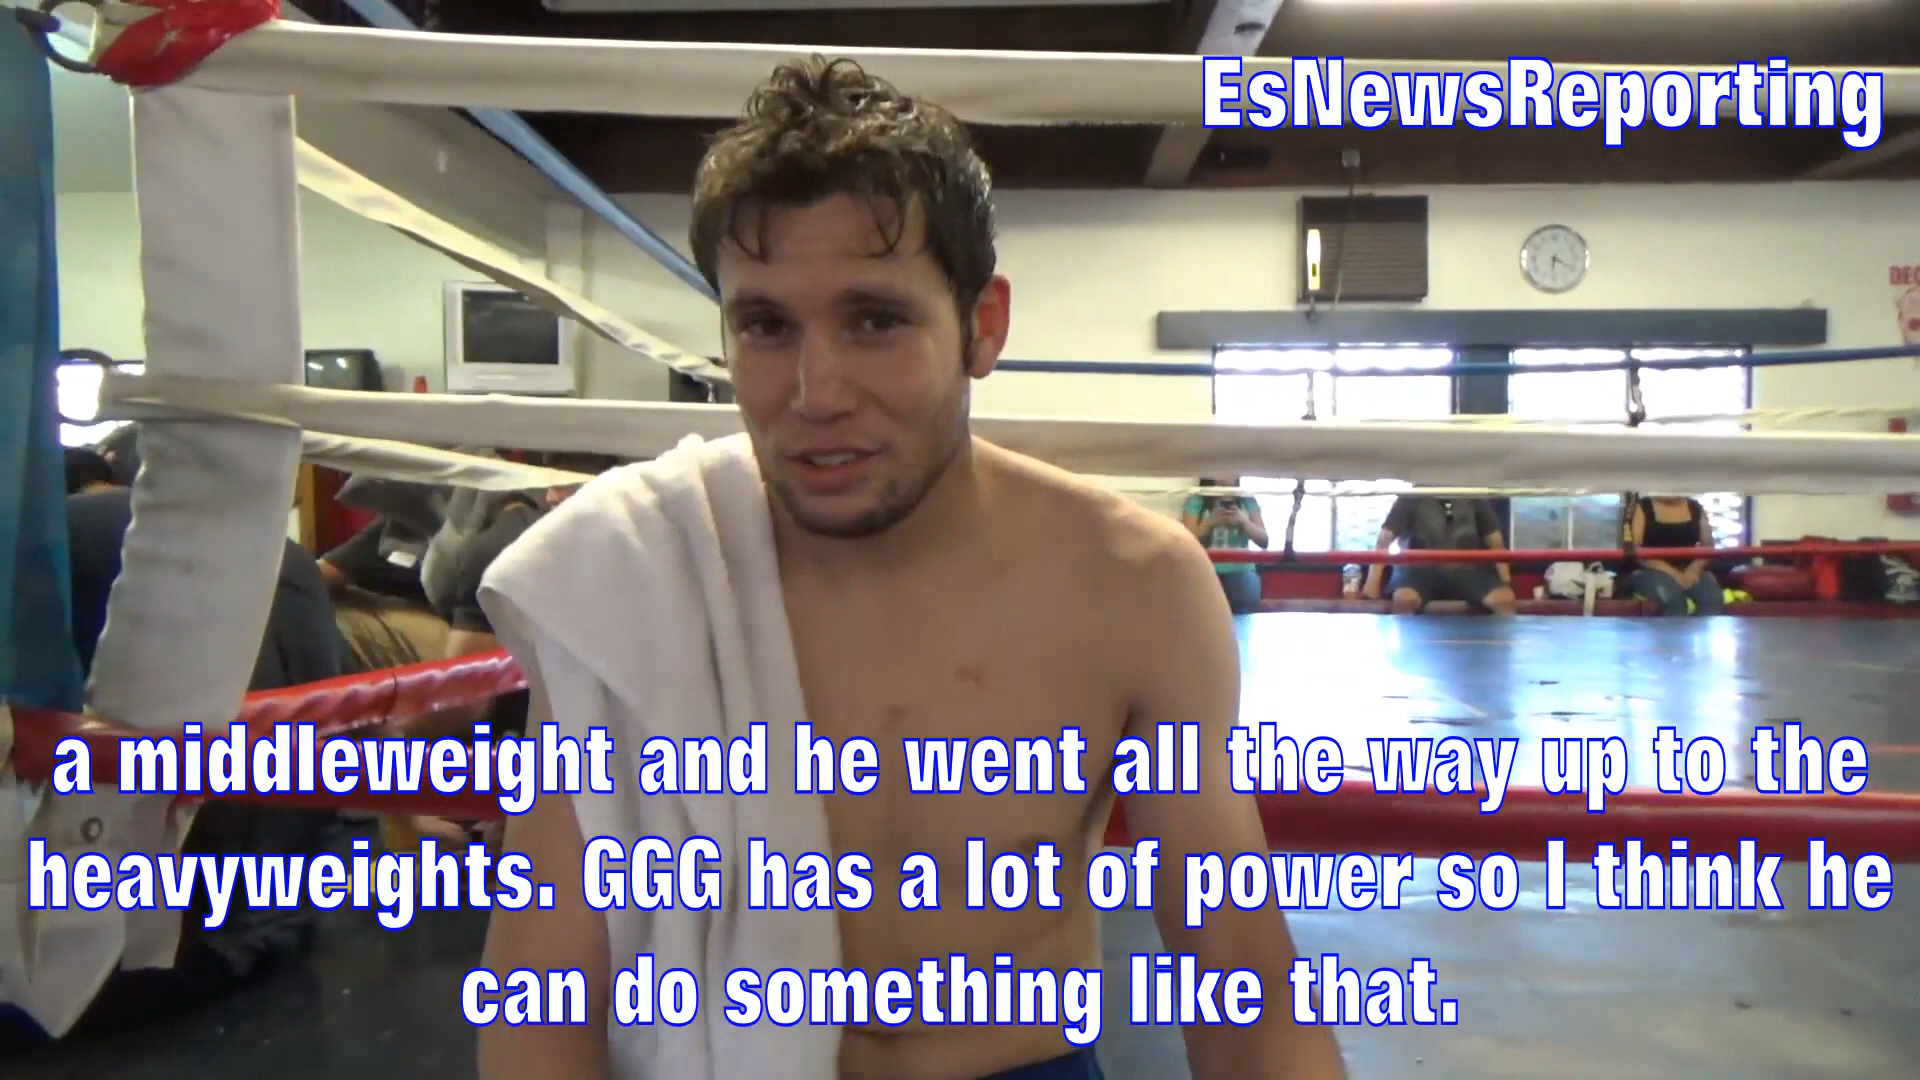 EsNewsReporting
DEC
a middleweight and he went all the way up to the
heavyweights. GGG has a lot of power so I think he
can do something like that.